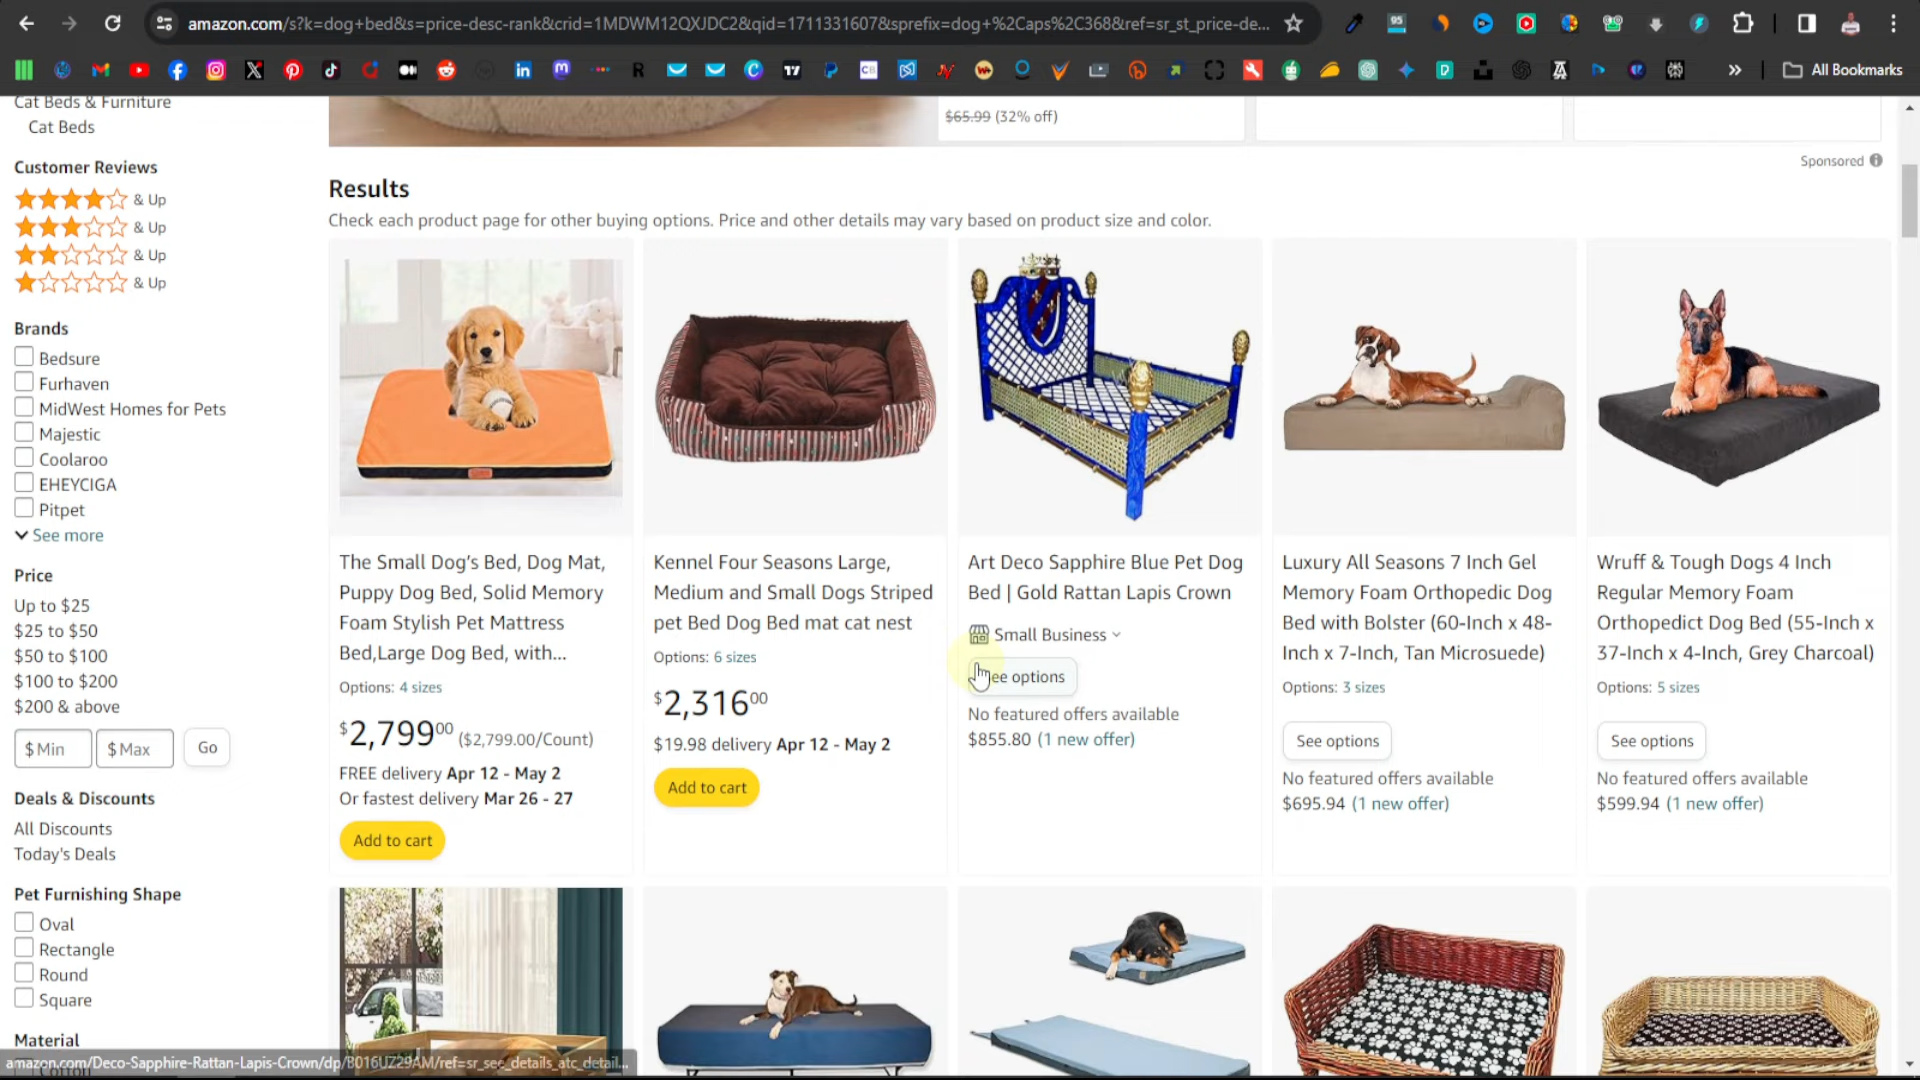 amazon.com/s?k=dog+bed&s=price-desc-rank&crid=1MDWM12QXJDC2&qid=1711331607&sprefix=dog+%2Caps%2C368&ref=sr_st_price-de...
95
All Bookmarks
Cat Beds & Furniture
Cat Beds
$65.99 (32% off)
Sponsored
Customer Reviews
& Up
& Up
& Up
& Up
Brands
Bedsure
Furhaven
MidWest Homes for Pets
Majestic
Coolaroo
EHEYCIGA
Pitpet
See more
Price
Up to $25
$25 to $50
$50 to $100
$100 to $200
$200 & above
$ Min
$ Max
Go
Deals & Discounts
All Discounts
Today's Deals
Pet Furnishing Shape
Oval
Rectangle
Round
Square
Material
Results
Check each product page for other buying options. Price and other details may vary based on product size and color.
The Small Dog's Bed, Dog Mat,
Puppy Dog Bed, Solid Memory
Foam Stylish Pet Mattress
Bed,Large Dog Bed, with...
Options: 4 sizes
$2,79900 ($2,799.00/Count)
FREE delivery Apr 12 - May 2
Or fastest delivery Mar 26 - 27
Add to cart
Kennel Four Seasons Large,
Medium and Small Dogs Striped
pet Bed Dog Bed mat cat nest
Options: 6 sizes
$2,31600
$19.98 delivery Apr 12 - May 2
Add to cart
Art Deco Sapphire Blue Pet Dog
Bed | Gold Rattan Lapis Crown
Small Business
ee options
No featured offers available
$855.80 (1 new offer)
Luxury All Seasons 7 Inch Gel
Memory Foam Orthopedic Dog
Bed with Bolster (60-Inch x 48-
Inch x 7-Inch, Tan Microsuede)
Options: 3 sizes
See options
No featured offers available
$695.94 (1 new offer)
Wruff & Tough Dogs 4 Inch
Regular Memory Foam
Orthopedict Dog Bed (55-Inch x
37-Inch x 4-Inch, Grey Charcoal)
Options: 5 sizes
See options
No featured offers available
$599.94 (1 new offer)
amazon.com/Deco-Sapphire-Rattan-Lapis-Crown/dp/B016UZ29AM/ref=sr_see_details_atc_detail...